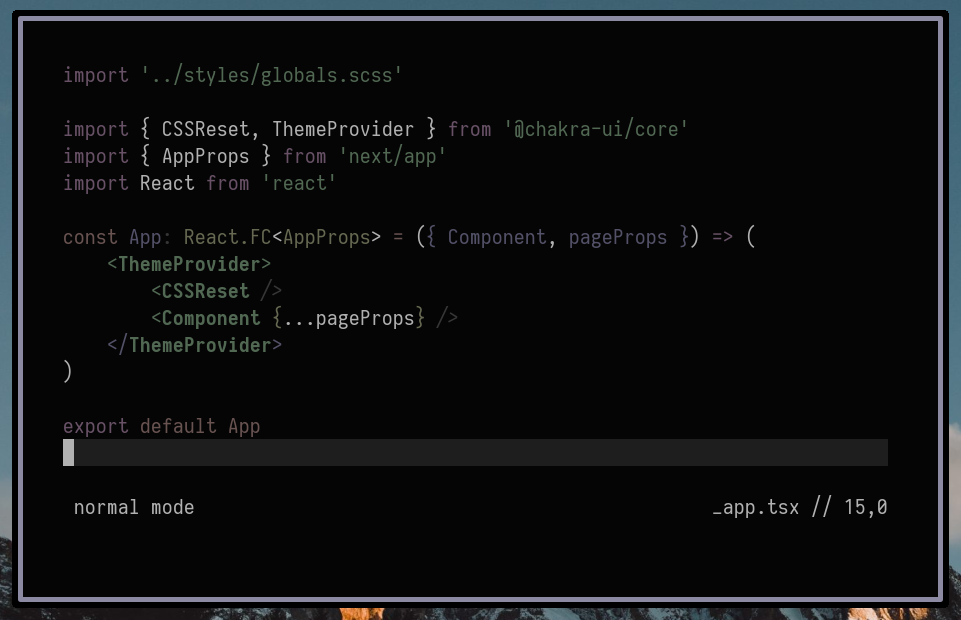 import '../styles/globals.scss'
import { CSSReset, ThemeProvider } from '@chakra-ui/core'
import { AppProps } from 'next/app'
import React from 'react'
const App: React.FC<AppProps> = ({ Component, pageProps }) => (
    <ThemeProvider>
        <CSSReset />
        <Component {...pageProps} />
    </ThemeProvider>
)
export default App
normal mode _app.tsx // 15,0